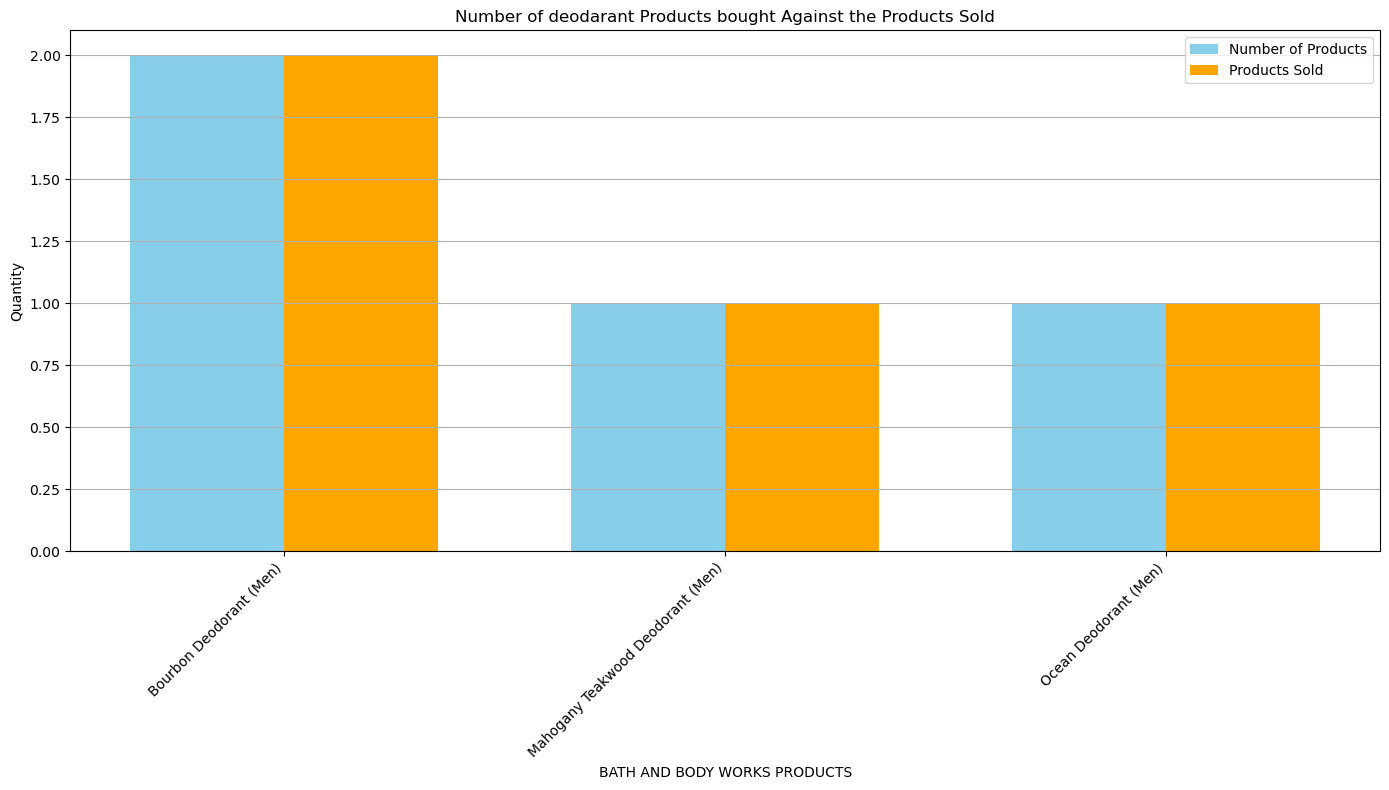 Number of deodarant Products bought Against the Products Sold
Number of Products
Products Sold
Quantity
2.00
1.75
1.50
1.25
1.00
0.75
0.50
0.25
0.00
Bourbon Deodorant (Men)
Mahogany Teakwood Deodorant (Men)
Ocean Deodorant (Men)
BATH AND BODY WORKS PRODUCTS